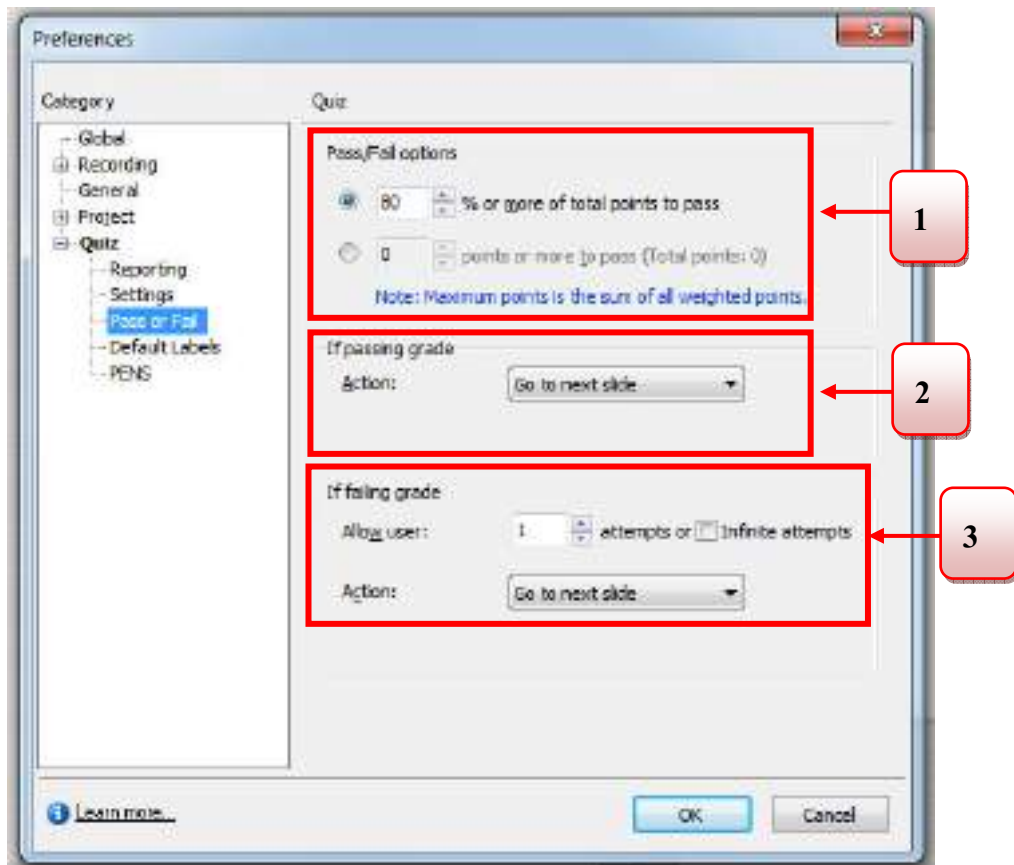 Preferences
Category
Global
Recording
General
Project
Quiz
Reporting
Settings
Pass or Fail
Default Labels
PENS
Quiz
Pass/Fail options
80 % or more of total points to pass
0 points or more to pass (Total points: 0)
Note: Maximum points is the sum of all weighted points.
1
If passing grade
Action: Go to next slide
2
If failing grade
Allow user: 1 attempts or Infinite attempts
Action: Go to next slide
3
Learn more...
OK Cancel